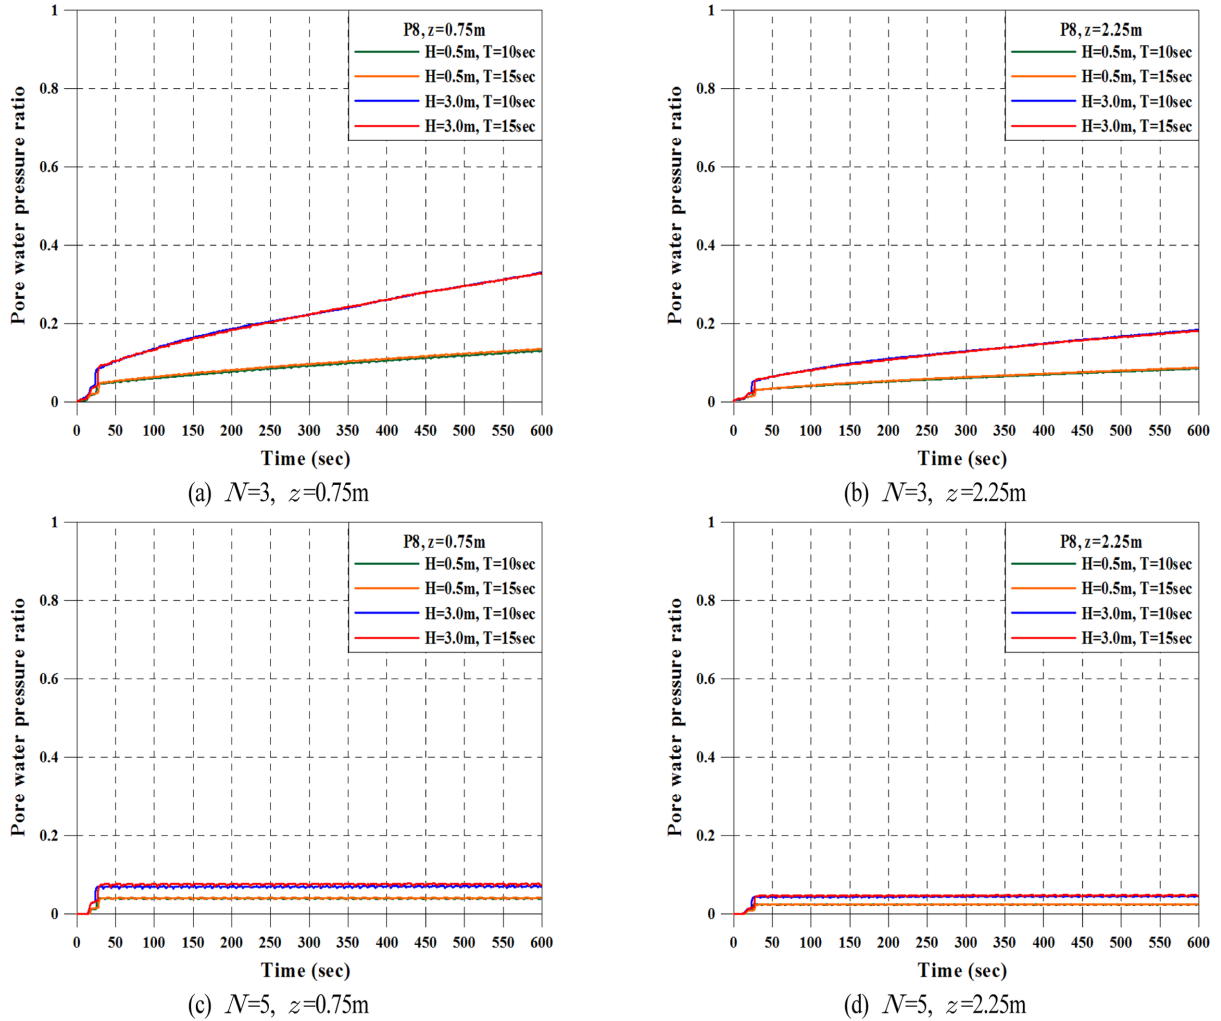 P8, z=0.75m
H=0.5m, T=10sec
H=0.5m, T=15sec
H=3.0m, T=10sec
H=3.0m, T=15sec
Pore water pressure ratio
1
0.8
0.6
0.4
0.2
0
0 50 100 150 200 250 300 350 400 450 500 550 600
Time (sec)
(a) N=3, z=0.75m
P8, z=2.25m
H=0.5m, T=10sec
H=0.5m, T=15sec
H=3.0m, T=10sec
H=3.0m, T=15sec
Pore water pressure ratio
1
0.8
0.6
0.4
0.2
0
0 50 100 150 200 250 300 350 400 450 500 550 600
Time (sec)
(b) N=3, z=2.25m
P8, z=0.75m
H=0.5m, T=10sec
H=0.5m, T=15sec
H=3.0m, T=10sec
H=3.0m, T=15sec
Pore water pressure ratio
1
0.8
0.6
0.4
0.2
0
0 50 100 150 200 250 300 350 400 450 500 550 600
Time (sec)
(c) N=5, z=0.75m
P8, z=2.25m
H=0.5m, T=10sec
H=0.5m, T=15sec
H=3.0m, T=10sec
H=3.0m, T=15sec
Pore water pressure ratio
1
0.8
0.6
0.4
0.2
0
0 50 100 150 200 250 300 350 400 450 500 550 600
Time (sec)
(d) N=5, z=2.25m